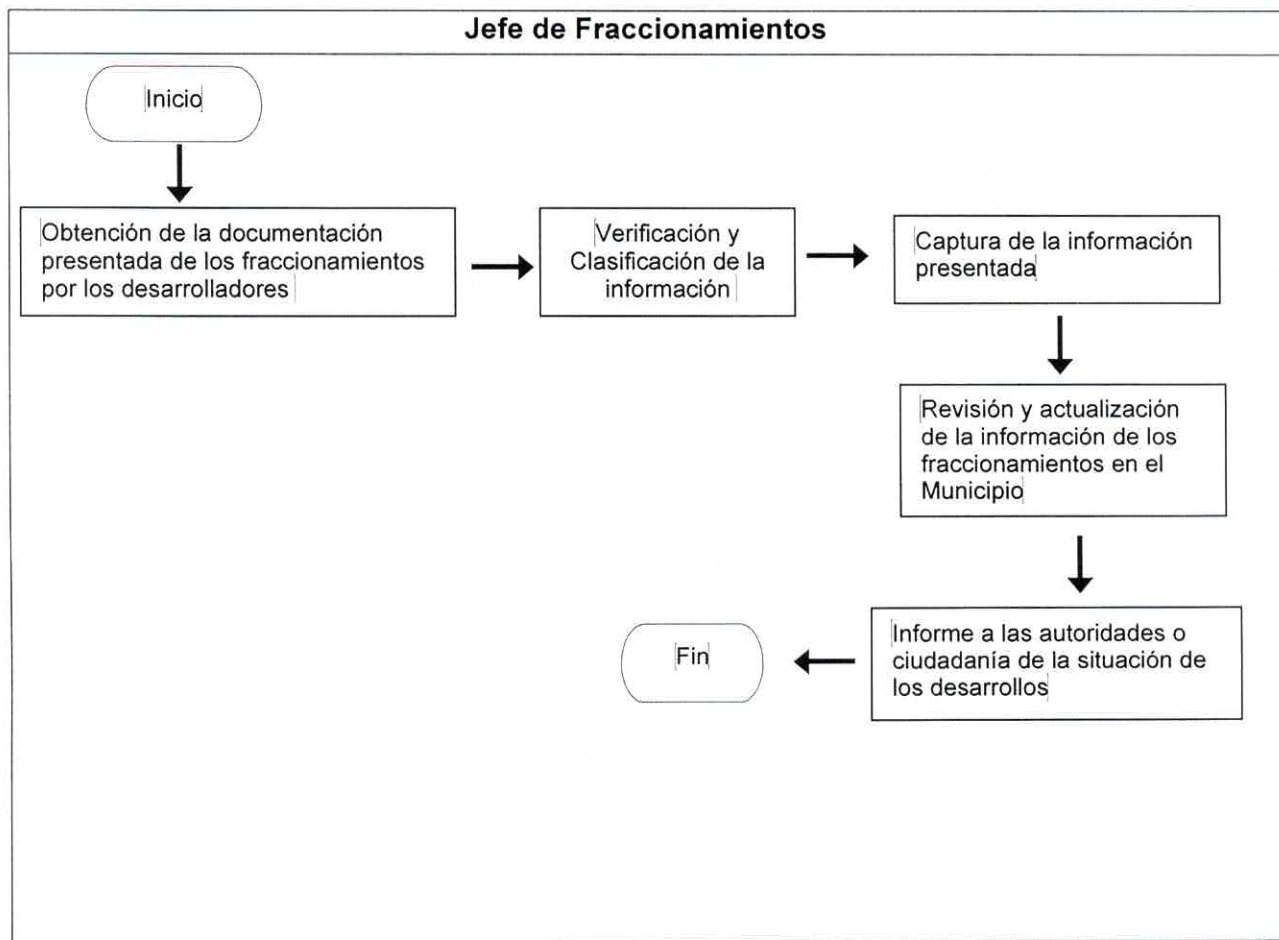 Jefe de Fraccionamientos
Inicio
Obtención de la documentación
presentada de los fraccionamientos
por los desarrolladores
Verificación y
Clasificación de la
información
Captura de la información
presentada
Revisión y actualización
de la información de los
fraccionamientos en el
Municipio
Informe a las autoridades o
ciudadanía de la situación de
los desarrollos
Fin